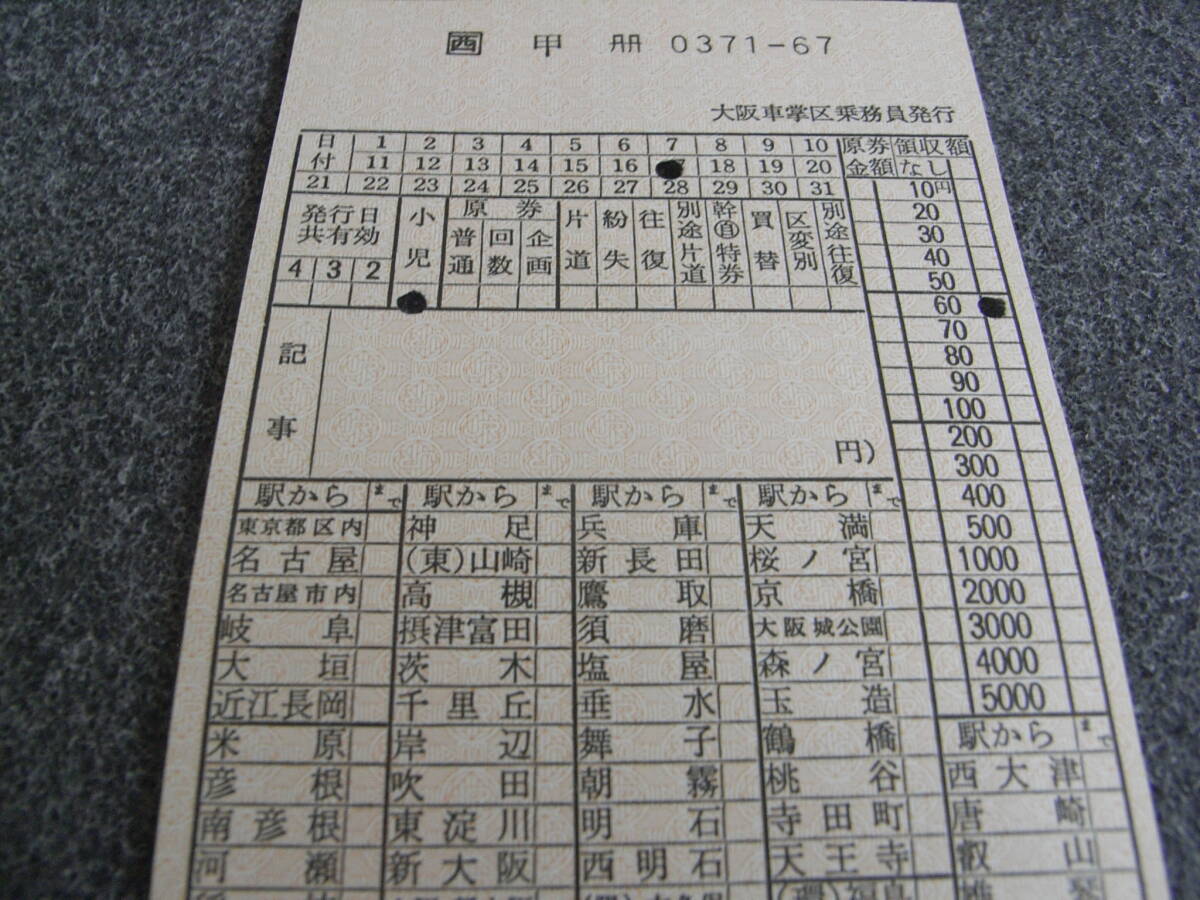 西 甲 冊 0371-67
大阪車掌区乗務員発行
日付 1 2 3 4 5 6 7 8 9 10
11 12 13 14 15 16 18 19 20
21 22 23 24 25 26 27 28 29 30 31
原券領収額
金額なし
発行日共有効 4 3 2
小児
原券 普通 回数 企画
片道 紛失 往復 別途片道 幹自特券 買替 区変別 別途往復
10円
20
30
40
50
60
70
80
90
100
200
300
400
500
1000
2000
3000
4000
5000
記事
円)
駅から まで 駅から まで 駅から まで 駅から まで
東京都区内 神足 兵庫 天満
名古屋 (東)山崎 新長田 桜ノ宮
名古屋市内 高槻 鷹取 京橋
岐阜 摂津富田 須磨 大阪城公園
大垣 茨木 塩屋 森ノ宮
近江長岡 千里丘 垂水 玉造
米原 岸辺 舞子 鶴橋 駅から まで
彦根 吹田 朝霧 桃谷 西大津
南彦根 東淀川 明石 寺田町 唐崎
河瀬 新大阪 西明石 天王寺 叡山